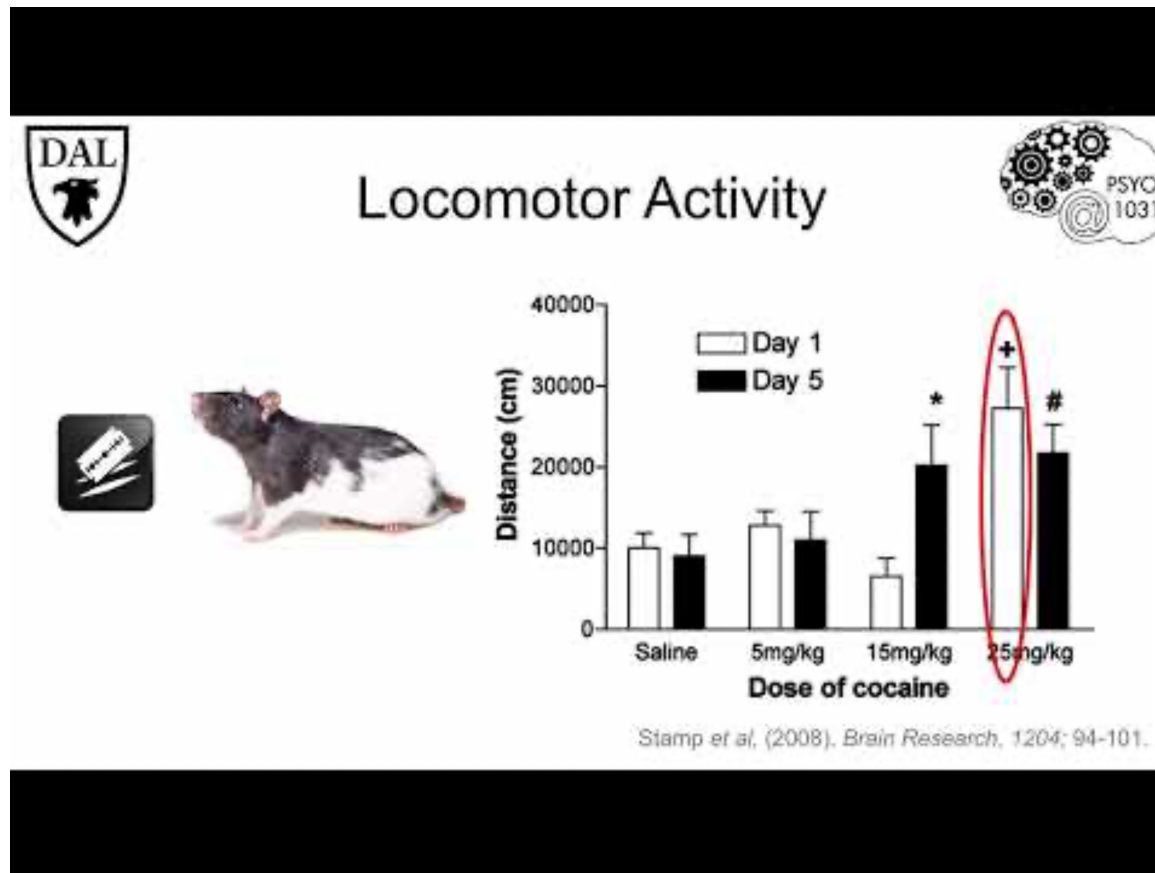 DAL
Locomotor Activity
PSYO
1031
40000
30000
20000
10000
0
Distance (cm)
Day 1
Day 5
*
+
#
Saline
5mg/kg
15mg/kg
25mg/kg
Dose of cocaine
Stamp et al, (2008). Brain Research, 1204; 94-101.